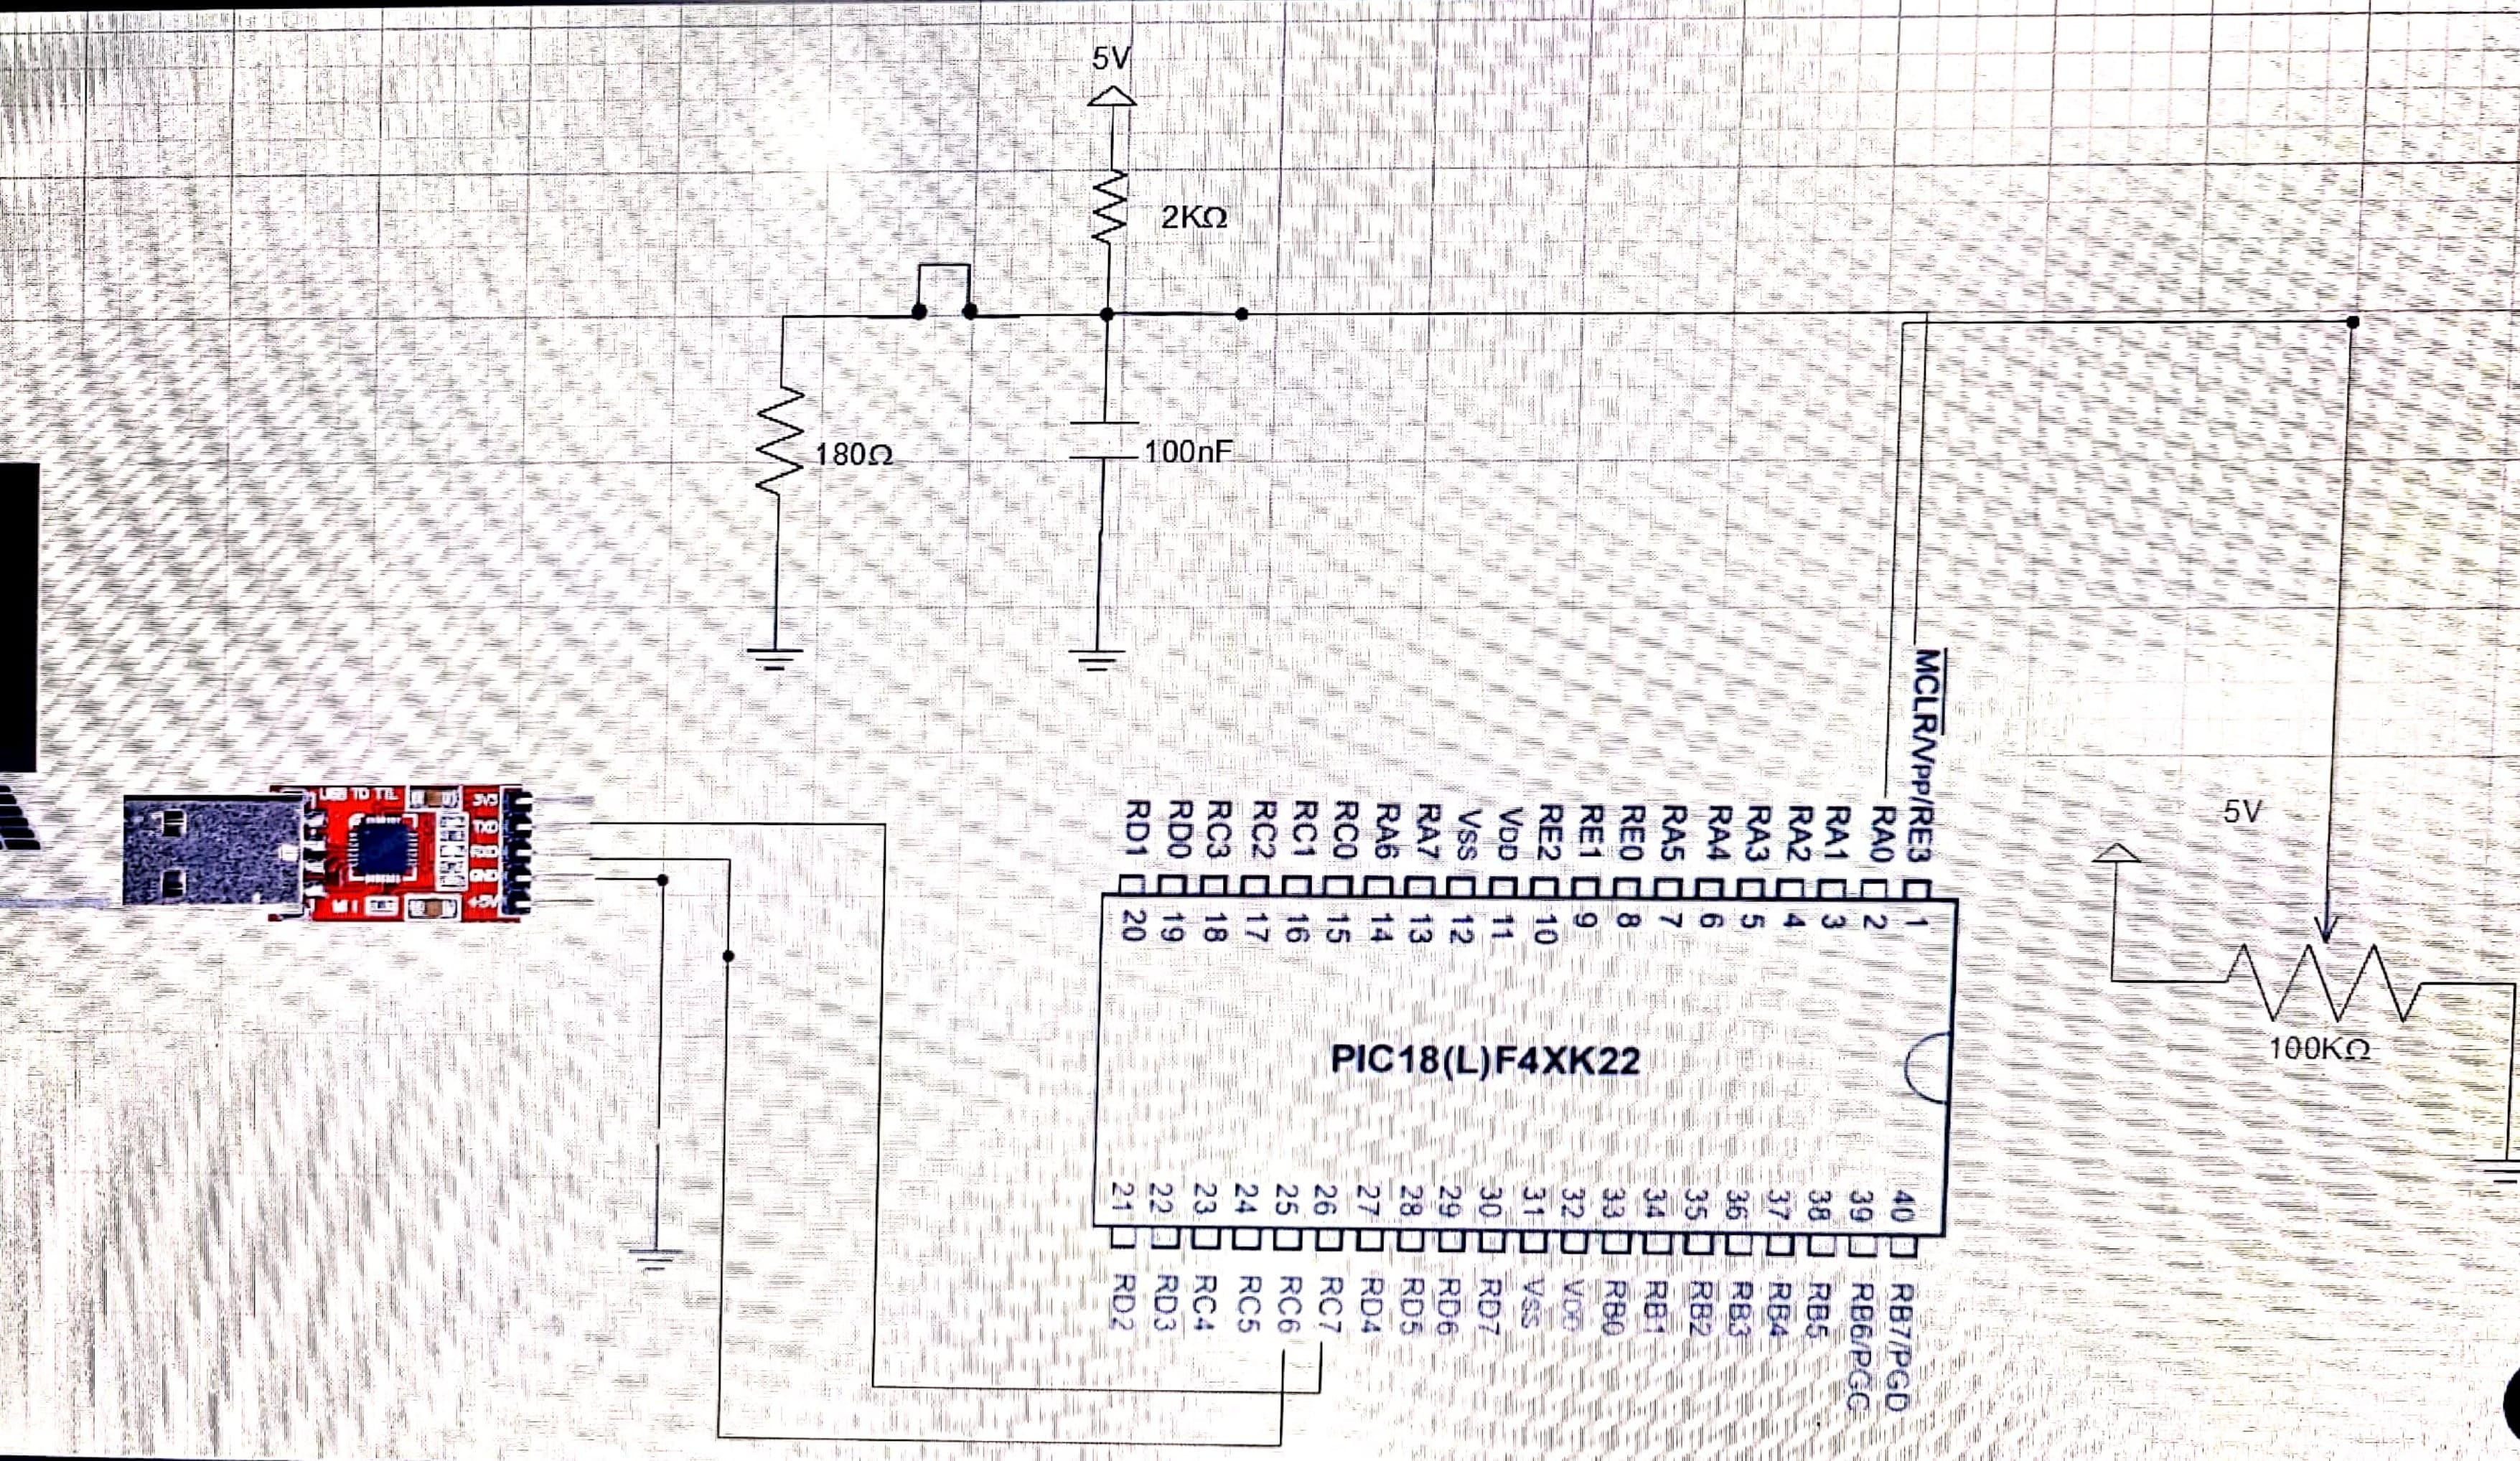 5V
2KΩ
180Ω
100nF
MCLR/VPP/RE3
RA0
RA1
RA2
RA3
RA4
RA5
RE0
RE1
RE2
VDD
VSS
RA7
RA6
RC0
RC1
RC2
RC3
RD0
RD1
USB TO TTL
3V3
TXD
RXD
GND
+5V
20 19 18 17 16 15 14 13 12 11 10 9 8 7 6 5 4 3 2 1
PIC18(L)F4XK22
21 22 23 24 25 26 27 28 29 30 31 32 33 34 35 36 37 38 39 40
RD2
RD3
RC4
RC5
RC6
RC7
RD4
RD5
RD6
RD7
VSS
VDD
RB0
RB1
RB2
RB3
RB4
RB5
RB6/PGC
RB7/PGD
5V
100KΩ